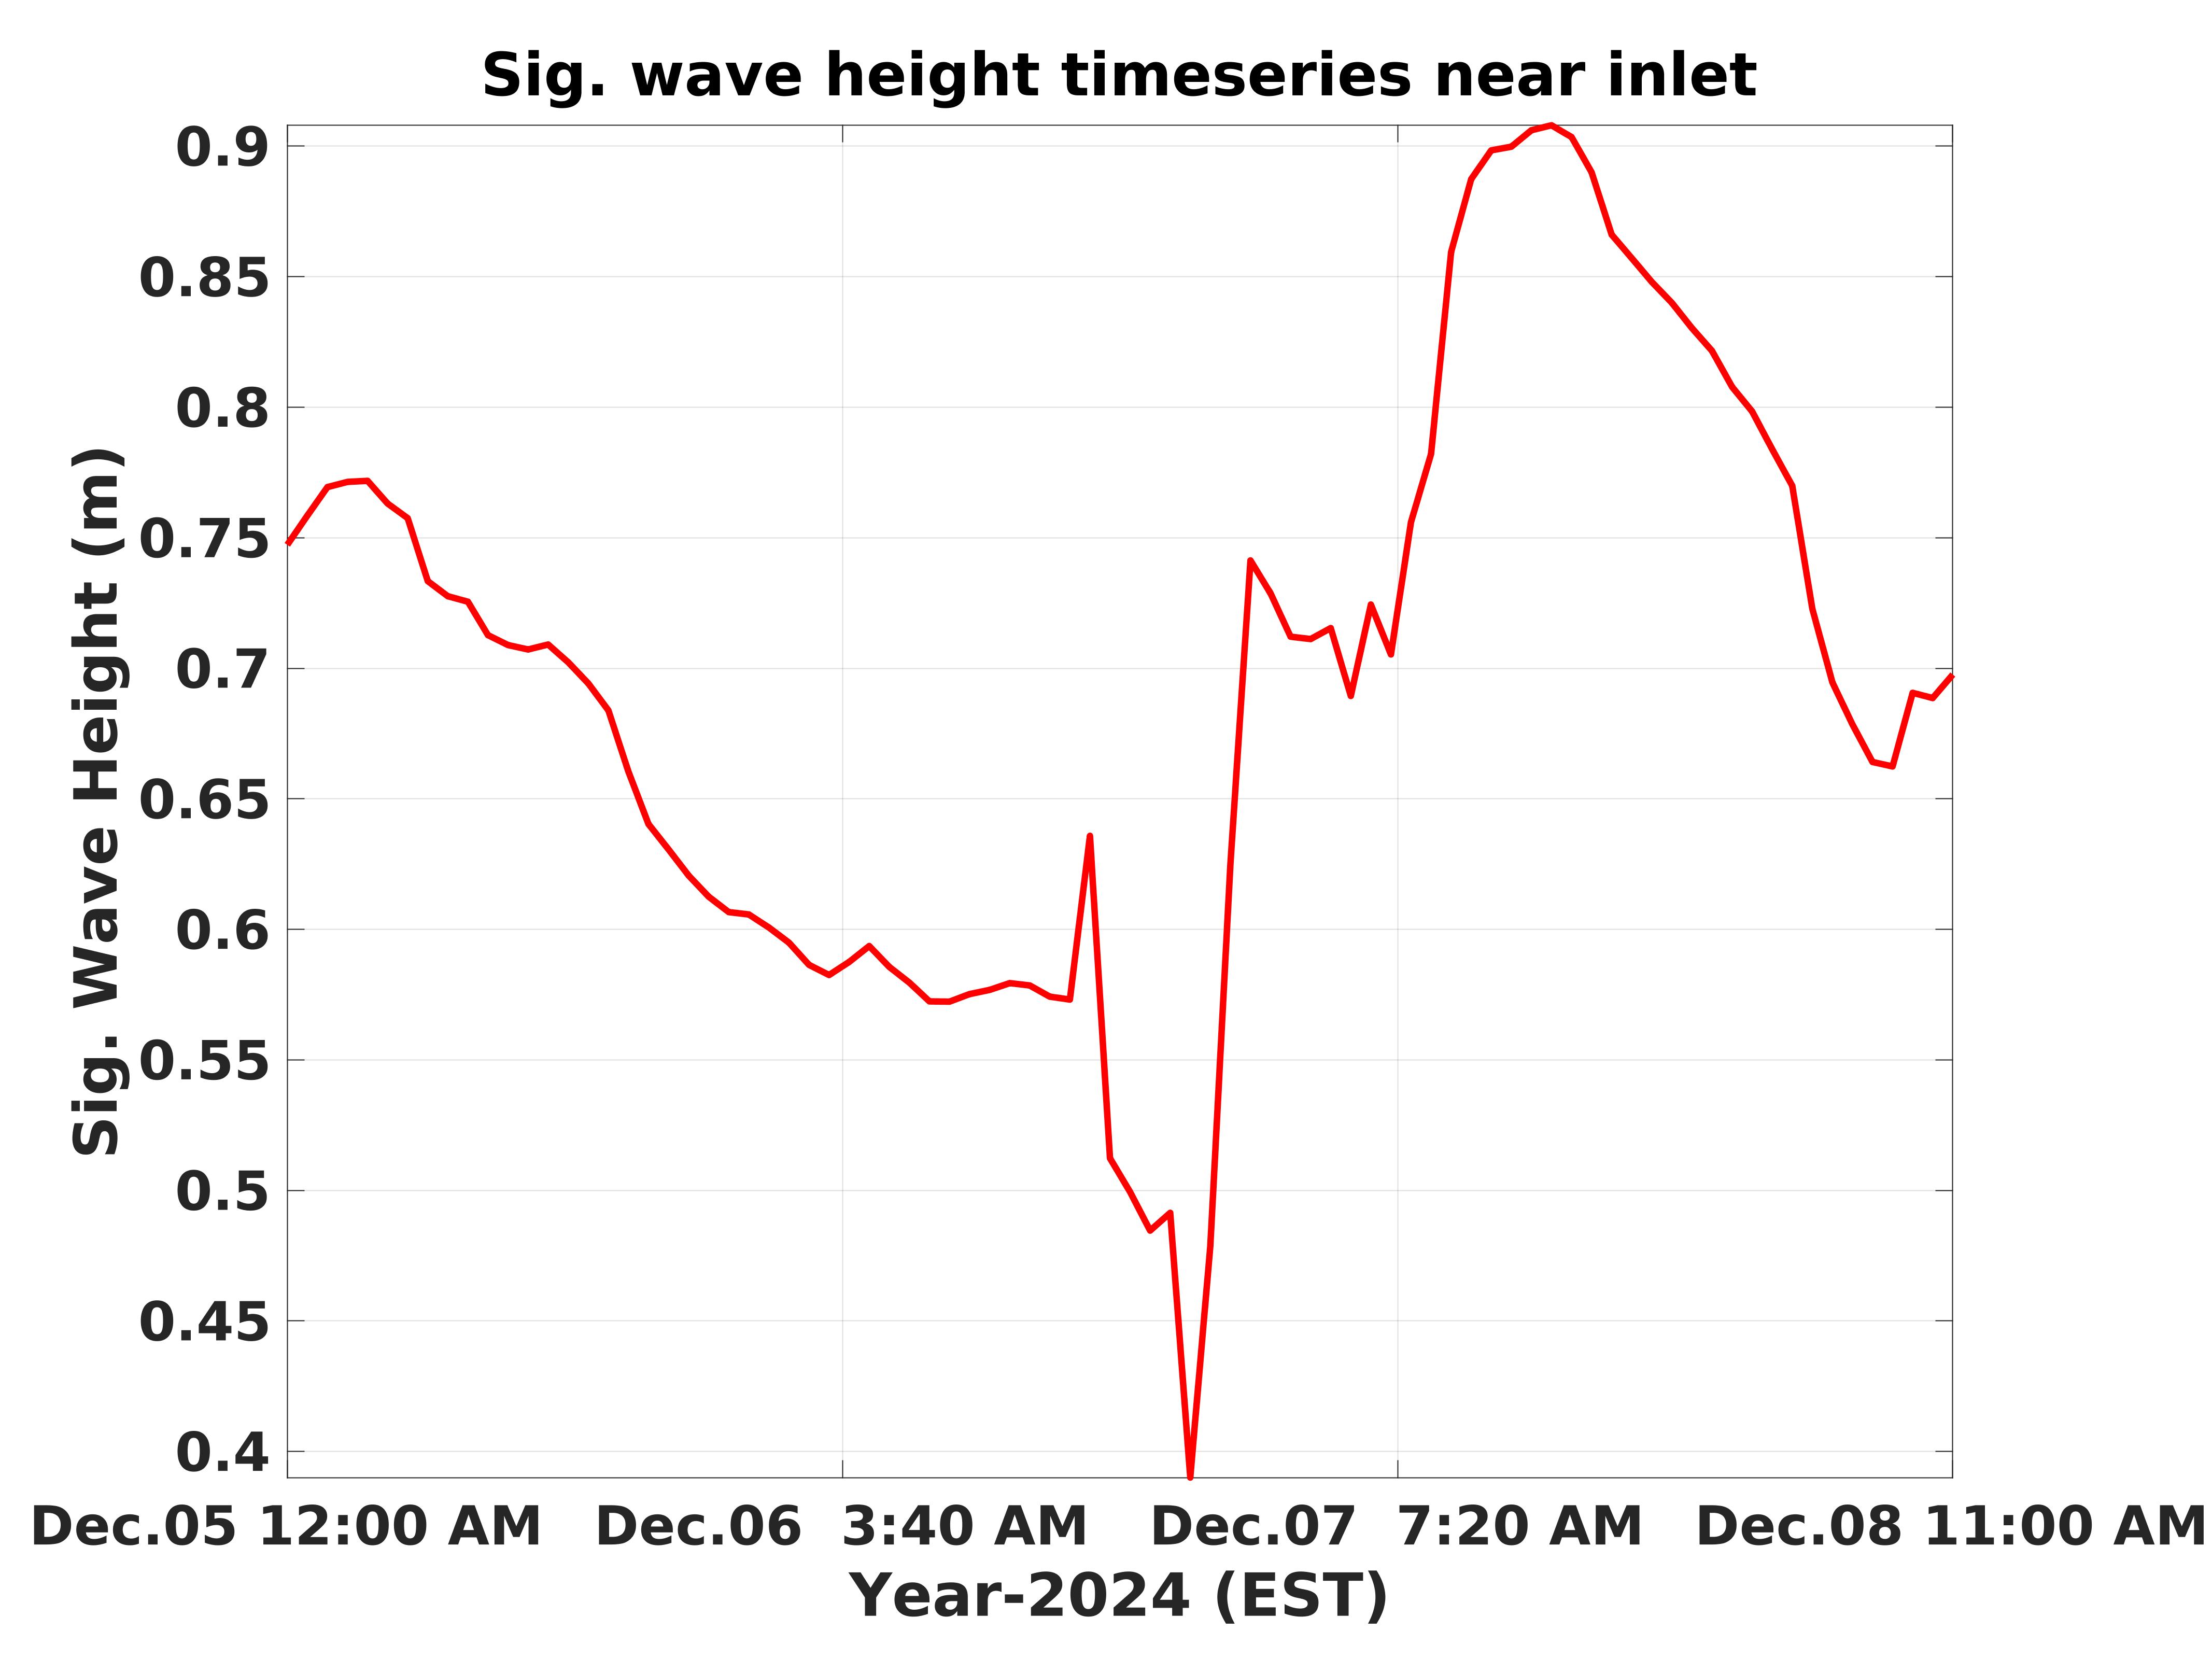 Sig. wave height timeseries near inlet
Sig. Wave Height (m)
0.9
0.85
0.8
0.75
0.7
0.65
0.6
0.55
0.5
0.45
0.4
Dec.05 12:00 AM Dec.06 3:40 AM Dec.07 7:20 AM Dec.08 11:00 AM
Year-2024 (EST)